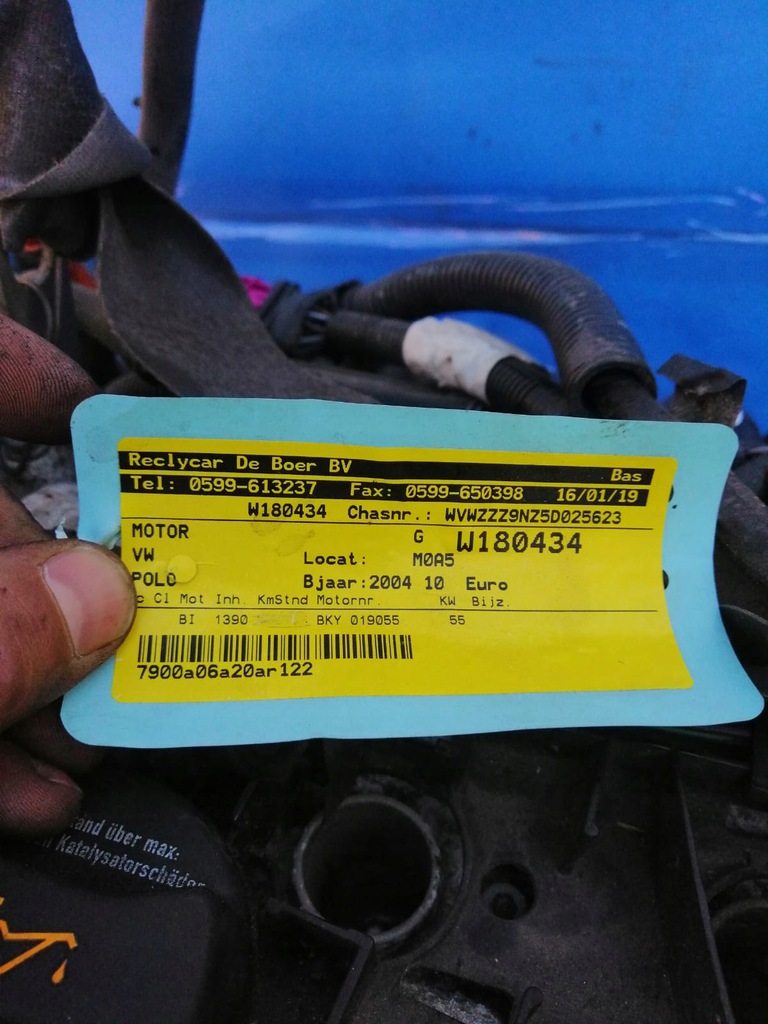 Reclycar De Boer BV Bas
Tel: 0599-613237 Fax: 0599-650398 16/01/19
W180434 Chasnr.: WVWZZZ9NZ5D025623
MOTOR G W180434
VW Locat: M0A5
POLO Bjaar:2004 10 Euro
c Cl Mot Inh. KmStnd Motornr. KW Bijz.
BI 1390 BKY 019055 55
7900a06a20ar122
über max:
Katalysatorschäde